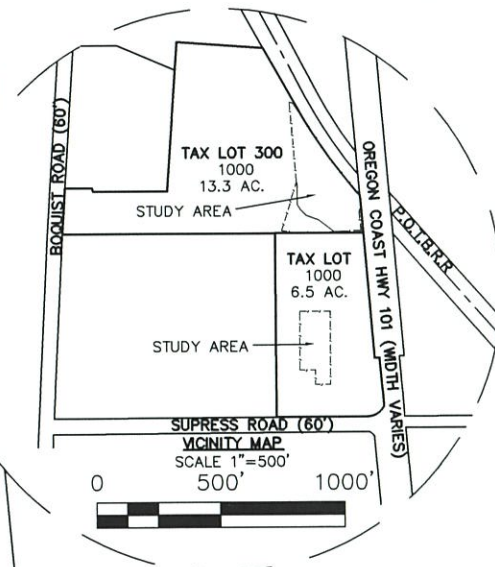 BOQUIST ROAD (60')
TAX LOT 300
1000
13.3 AC.
STUDY AREA
OREGON COAST HWY 101 (WIDTH VARIES)
P.O.T.B.R.R
TAX LOT
1000
6.5 AC.
STUDY AREA
SUPRESS ROAD (60')
VICINITY MAP
SCALE 1"=500'
0 500' 1000'